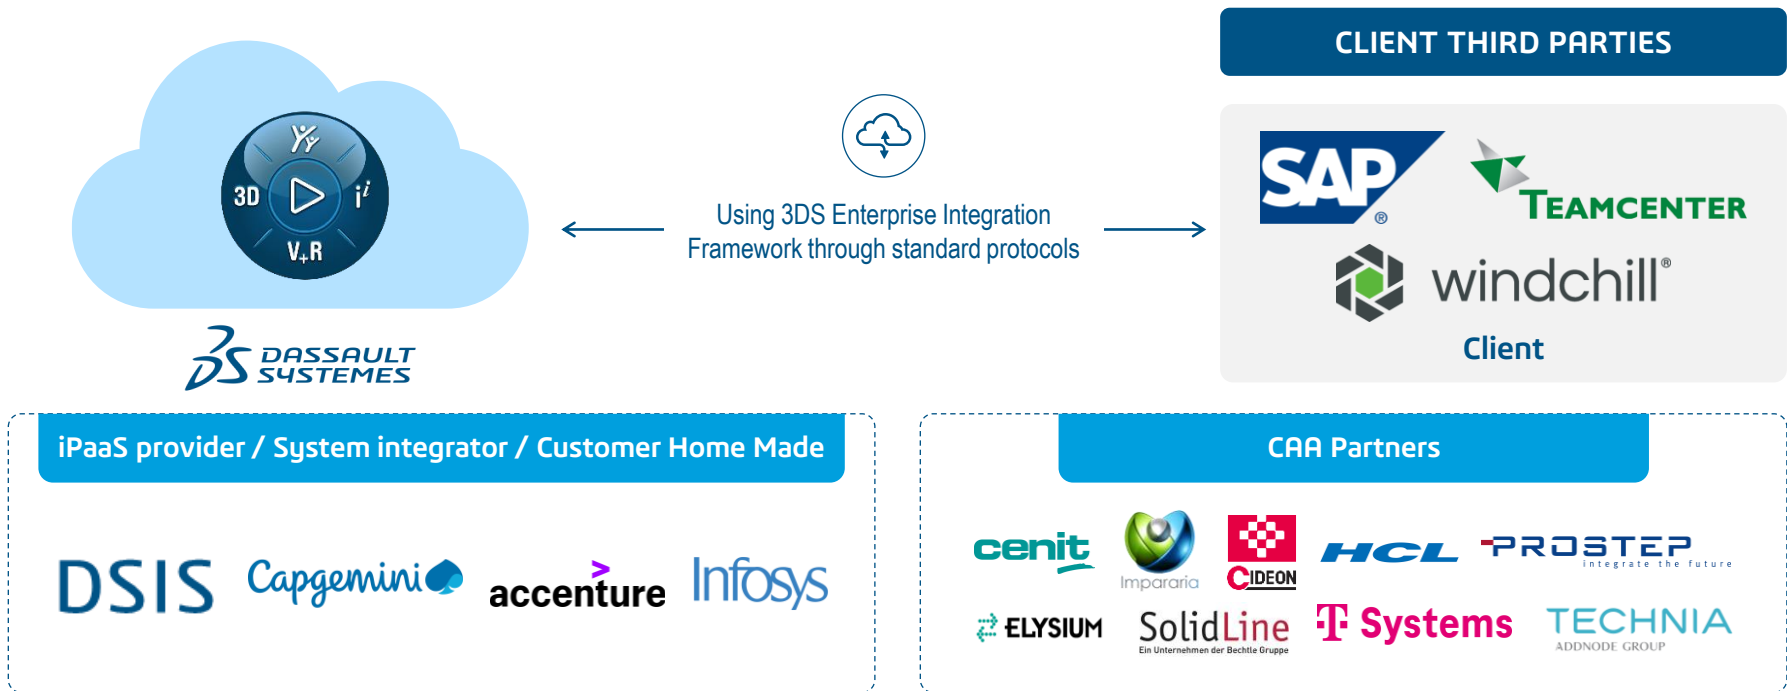 CLIENT THIRD PARTIES
3D
i i
V+R
Using 3DS Enterprise Integration
Framework through standard protocols
SAP ®
TEAMCENTER
windchill®
Client
3DS DASSAULT
SYSTEMES
iPaaS provider / System integrator / Customer Home Made
DSIS
Capgemini
accenture
Infosys
CAA Partners
cenit
Impararia
CIDEON
HCL
PROSTEP
integrate the future
ELYSIUM
SolidLine
Ein Unternehmen der Bechtle Gruppe
T Systems
TECHNIA
ADDNODE GROUP